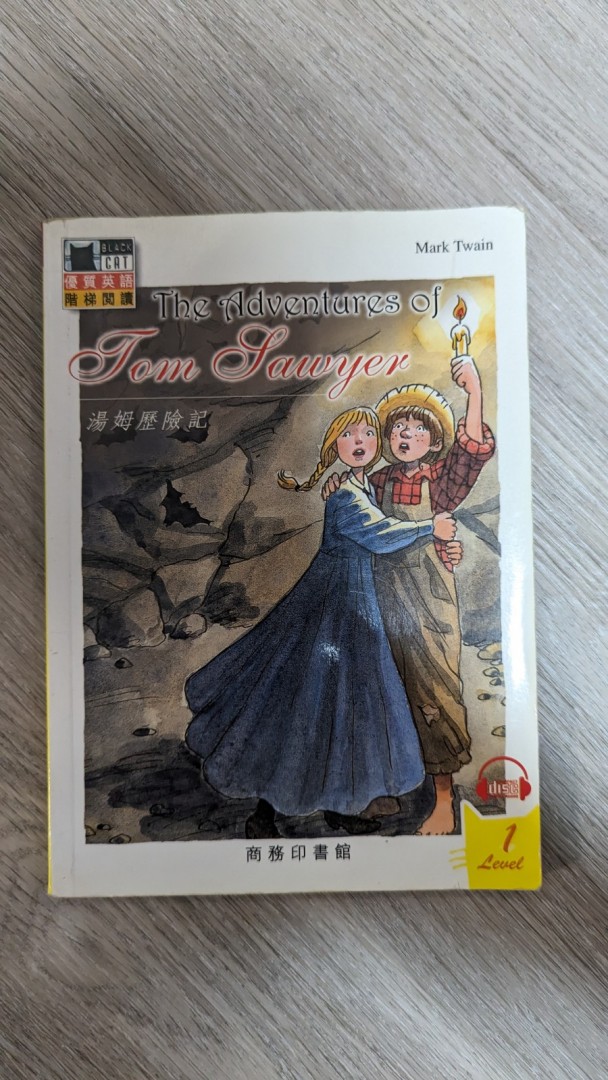 BLACK
CAT
優質英語
階梯閱讀
Mark Twain
The Adventures of
Tom Sawyer
湯姆歷險記
disc
1
Level
商務印書館